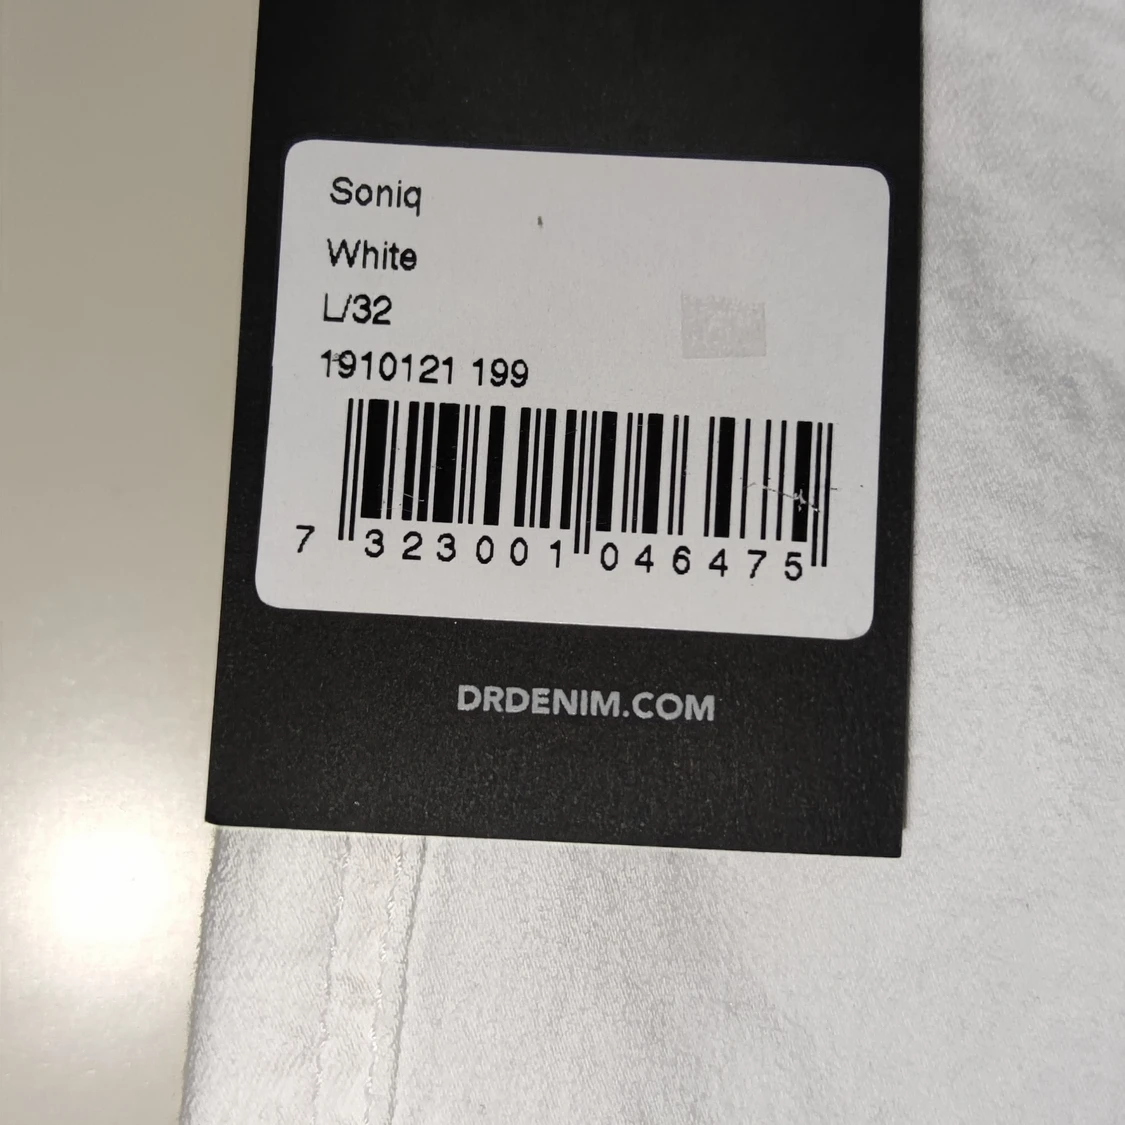 Soniq
White
L/32
1910121 199
7 323001 046475
DRDENIM.COM